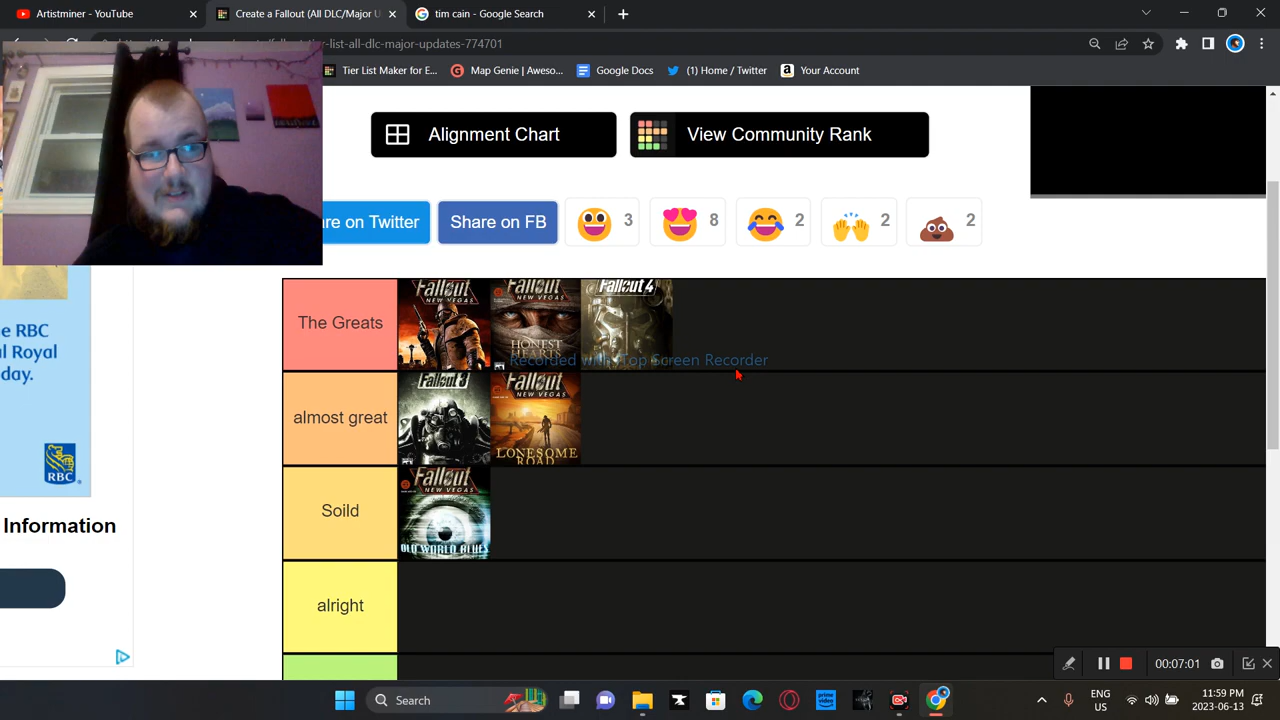 Artistminer - YouTube
Create a Fallout (All DLC/Major U
tim cain - Google Search
-tier-list-all-dlc-major-updates-774701
Tier List Maker for E...
Map Genie | Aweso...
Google Docs
(1) Home / Twitter
Your Account
Alignment Chart
View Community Rank
re on Twitter
Share on FB
3
8
2
2
2
e RBC
l Royal
day.
RBC
Information
The Greats
Fallout
NEW VEGAS
Fallout
NEW VEGAS
HONEST
HEARTS
Fallout 4
Recorded with iTop Screen Recorder
almost great
Fallout 3
Fallout
NEW VEGAS
LONESOME
ROAD
Soild
Fallout
NEW VEGAS
OLD WORLD BLUES
alright
00:07:01
Search
ENG
US
11:59 PM
2023-06-13